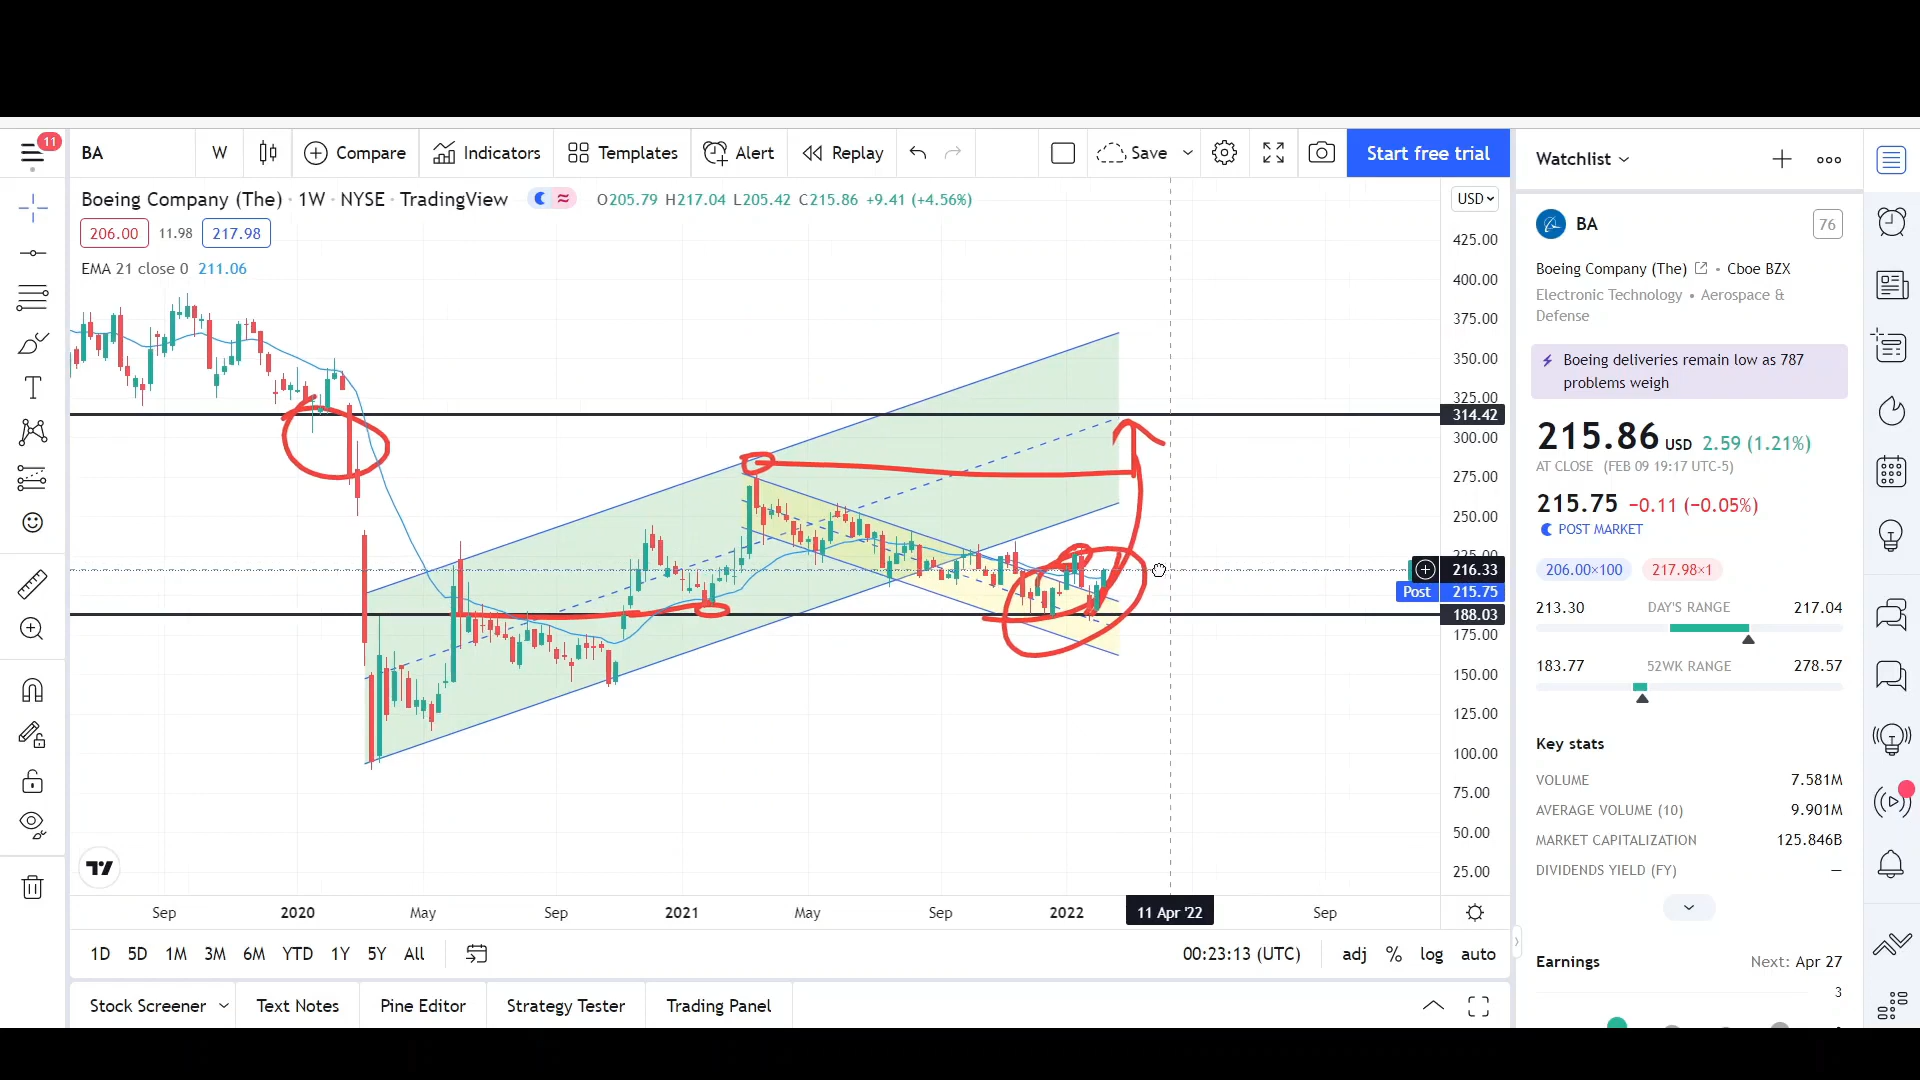 11
BA
W
Compare
Indicators
Templates
Alert
Replay
Save
Start free trial
Watchlist
Boeing Company (The) · 1W · NYSE · TradingView
O205.79 H217.04 L205.42 C215.86 +9.41 (+4.56%)
USD
206.00 11.98 217.98
EMA 21 close 0 211.06
425.00
400.00
375.00
350.00
325.00
314.42
300.00
275.00
250.00
225.00
216.33
Post 215.75
188.03
175.00
150.00
125.00
100.00
75.00
50.00
25.00
Sep 2020 May Sep 2021 May Sep 2022 11 Apr '22 Sep
1D 5D 1M 3M 6M YTD 1Y 5Y All
00:23:13 (UTC) adj % log auto
Stock Screener Text Notes Pine Editor Strategy Tester Trading Panel
BA 76
Boeing Company (The) • Cboe BZX
Electronic Technology • Aerospace &
Defense
Boeing deliveries remain low as 787
problems weigh
215.86 USD 2.59 (1.21%)
AT CLOSE (FEB 09 19:17 UTC-5)
215.75 −0.11 (−0.05%)
POST MARKET
206.00×100 217.98×1
213.30 DAY'S RANGE 217.04
183.77 52WK RANGE 278.57
Key stats
VOLUME 7.581M
AVERAGE VOLUME (10) 9.901M
MARKET CAPITALIZATION 125.846B
DIVIDENDS YIELD (FY) —
Earnings Next: Apr 27
3